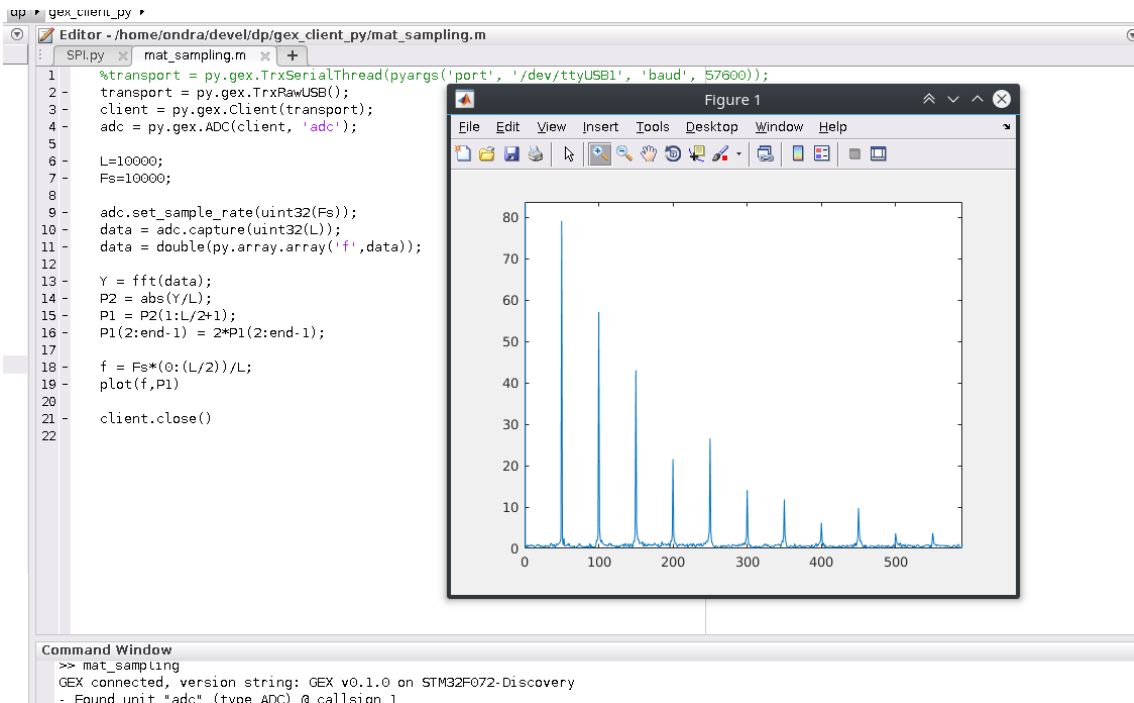 dp ▸ gex_client_py ▸
Editor - /home/ondra/devel/dp/gex_client_py/mat_sampling.m
SPI.py × mat_sampling.m × +
1 %transport = py.gex.TrxSerialThread(pyargs('port', '/dev/ttyUSB1', 'baud', 57600));
2 - transport = py.gex.TrxRawUSB();
3 - client = py.gex.Client(transport);
4 - adc = py.gex.ADC(client, 'adc');
5
6 - L=10000;
7 - Fs=10000;
8
9 - adc.set_sample_rate(uint32(Fs));
10 - data = adc.capture(uint32(L));
11 - data = double(py.array.array('f',data));
12
13 - Y = fft(data);
14 - P2 = abs(Y/L);
15 - P1 = P2(1:L/2+1);
16 - P1(2:end-1) = 2*P1(2:end-1);
17
18 - f = Fs*(0:(L/2))/L;
19 - plot(f,P1)
20
21 - client.close()
22
Figure 1
File Edit View Insert Tools Desktop Window Help
80
70
60
50
40
30
20
10
0
0 100 200 300 400 500
Command Window
>> mat_sampling
GEX connected, version string: GEX v0.1.0 on STM32F072-Discovery
- Found unit "adc" (type ADC) @ callsign 1